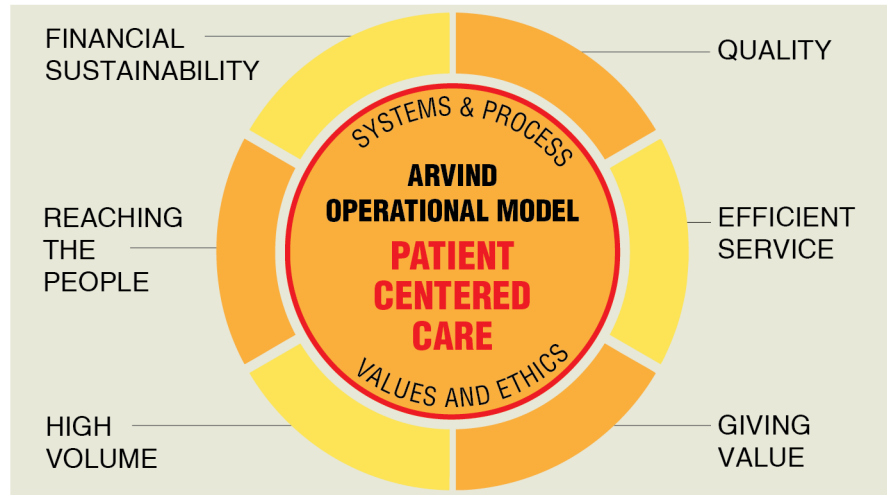 FINANCIAL
SUSTAINABILITY
QUALITY
SYSTEMS & PROCESS
ARVIND
OPERATIONAL MODEL
PATIENT
CENTERED
CARE
VALUES AND ETHICS
REACHING
THE
PEOPLE
EFFICIENT
SERVICE
HIGH
VOLUME
GIVING
VALUE